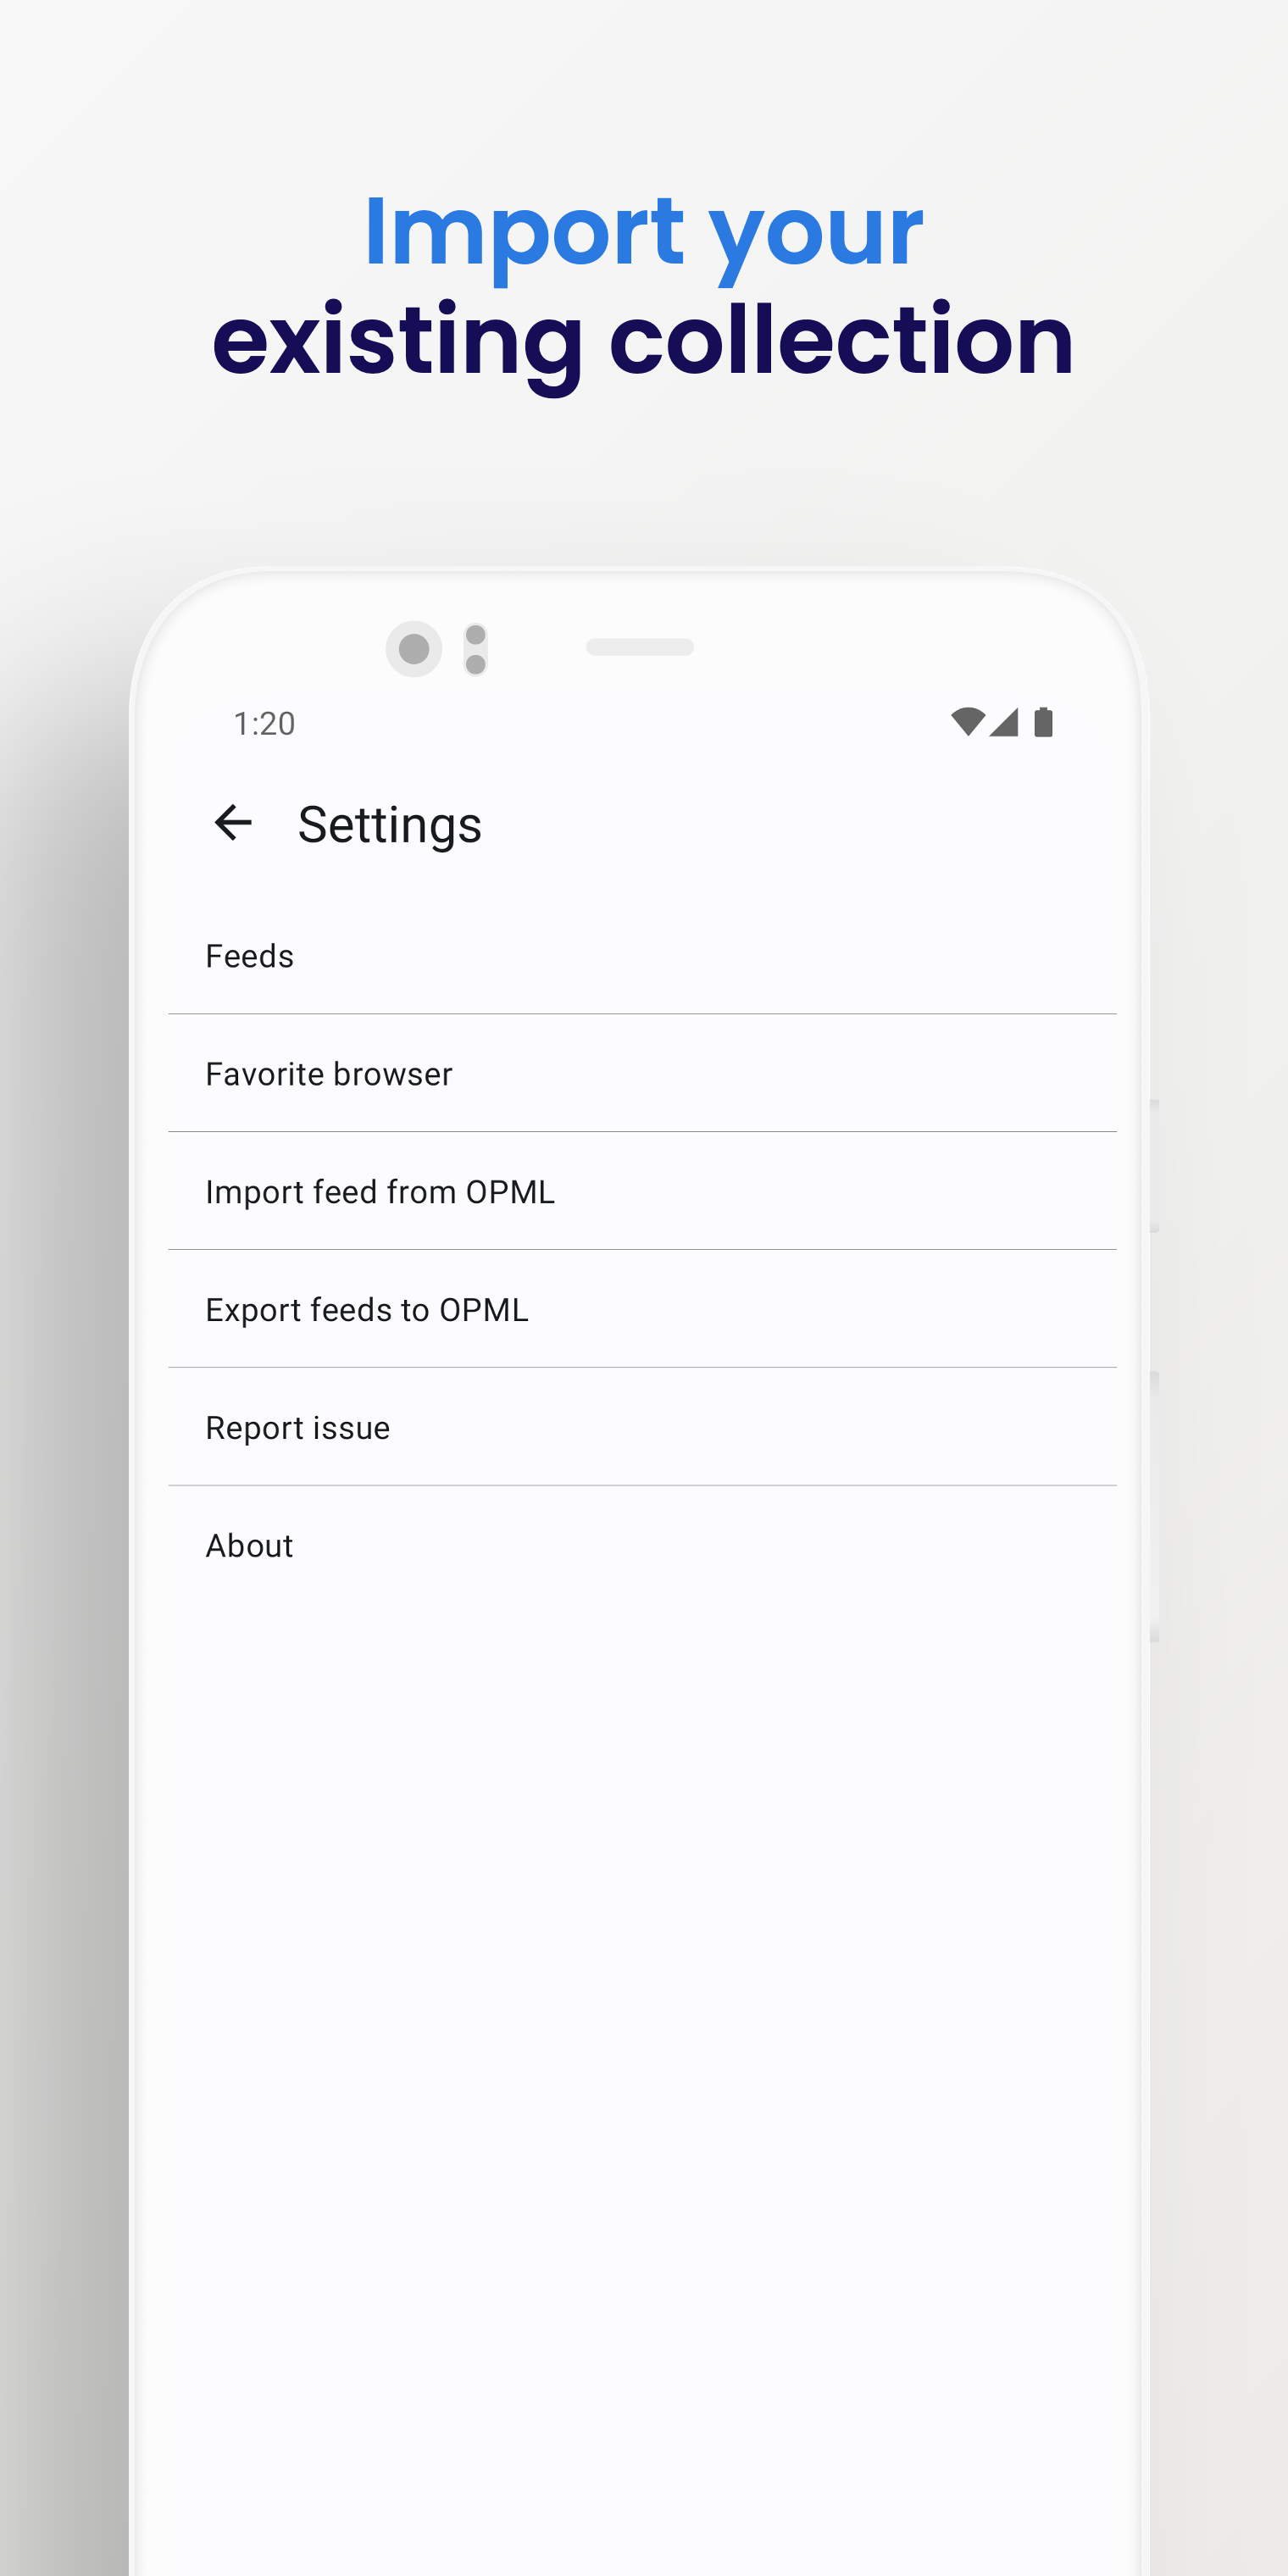 Import your
existing collection
1:20
Settings
Feeds
Favorite browser
Import feed from OPML
Export feeds to OPML
Report issue
About